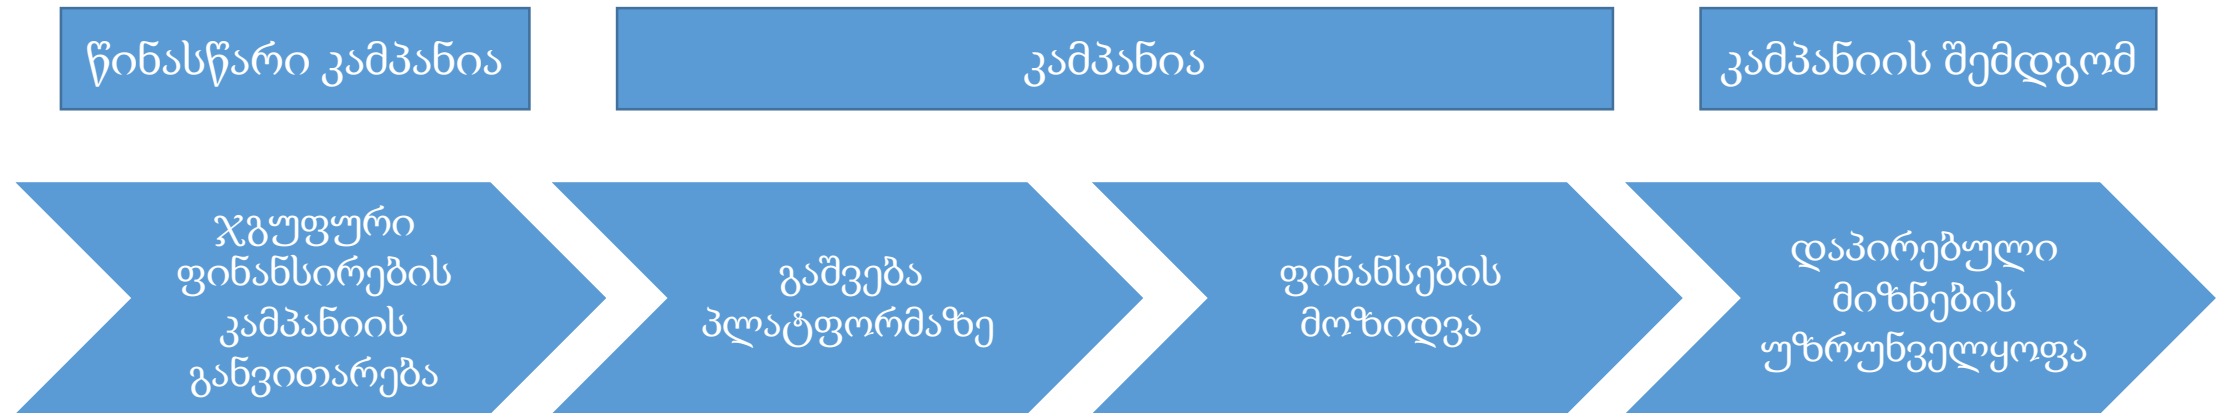 წინასწარი კამპანია
კამპანია
კამპანიის შემდგომ
ჯგუფური
ფინანსირების
კამპანიის
განვითარება
გაშვება
პლატფორმაზე
ფინანსების
მოზიდვა
დაპირებული
მიზნების
უზრუნველყოფა